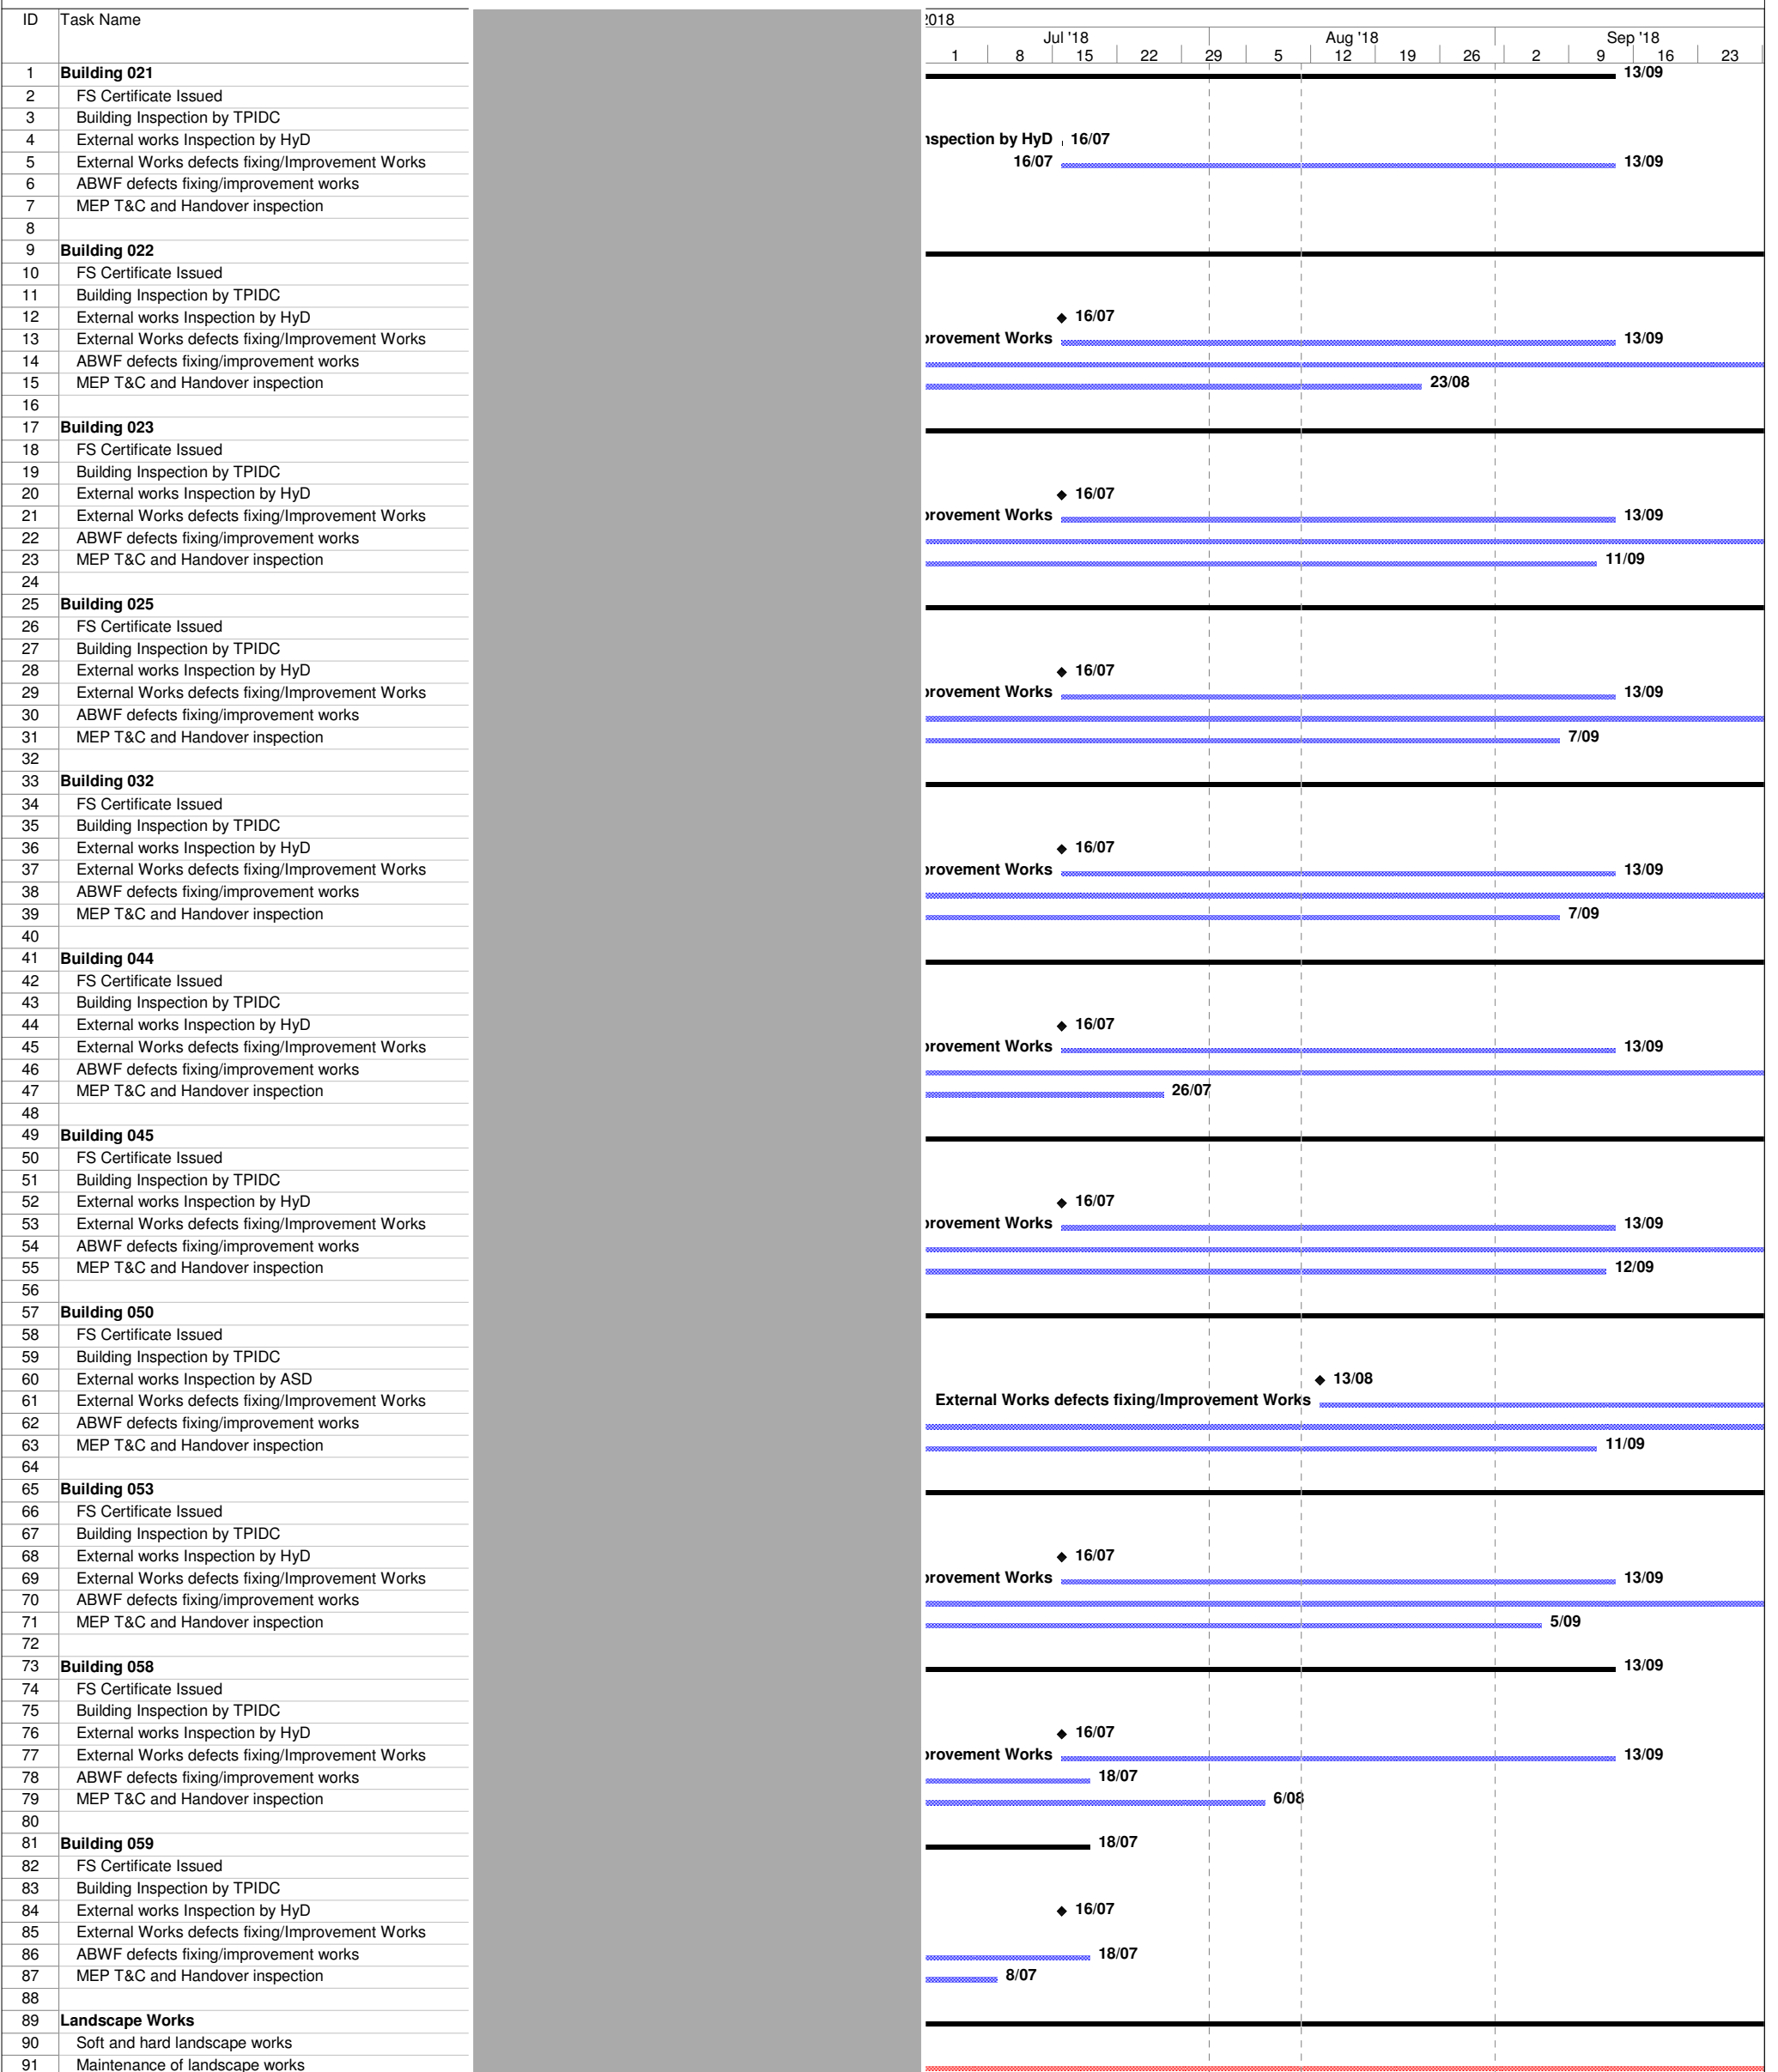 ID Task Name 2018
Jul '18 Aug '18 Sep '18
1 8 15 22 29 5 12 19 26 2 9 16 23
1 Building 021 13/09
2 FS Certificate Issued
3 Building Inspection by TPIDC
4 External works Inspection by HyD nspection by HyD 16/07
5 External Works defects fixing/Improvement Works 16/07 13/09
6 ABWF defects fixing/improvement works
7 MEP T&C and Handover inspection
8
9 Building 022
10 FS Certificate Issued
11 Building Inspection by TPIDC
12 External works Inspection by HyD 16/07
13 External Works defects fixing/Improvement Works provement Works 13/09
14 ABWF defects fixing/improvement works
15 MEP T&C and Handover inspection 23/08
16
17 Building 023
18 FS Certificate Issued
19 Building Inspection by TPIDC
20 External works Inspection by HyD 16/07
21 External Works defects fixing/Improvement Works provement Works 13/09
22 ABWF defects fixing/improvement works
23 MEP T&C and Handover inspection 11/09
24
25 Building 025
26 FS Certificate Issued
27 Building Inspection by TPIDC
28 External works Inspection by HyD 16/07
29 External Works defects fixing/Improvement Works provement Works 13/09
30 ABWF defects fixing/improvement works
31 MEP T&C and Handover inspection 7/09
32
33 Building 032
34 FS Certificate Issued
35 Building Inspection by TPIDC
36 External works Inspection by HyD 16/07
37 External Works defects fixing/Improvement Works provement Works 13/09
38 ABWF defects fixing/improvement works
39 MEP T&C and Handover inspection 7/09
40
41 Building 044
42 FS Certificate Issued
43 Building Inspection by TPIDC
44 External works Inspection by HyD 16/07
45 External Works defects fixing/Improvement Works provement Works 13/09
46 ABWF defects fixing/improvement works
47 MEP T&C and Handover inspection 26/07
48
49 Building 045
50 FS Certificate Issued
51 Building Inspection by TPIDC
52 External works Inspection by HyD 16/07
53 External Works defects fixing/Improvement Works provement Works 13/09
54 ABWF defects fixing/improvement works
55 MEP T&C and Handover inspection 12/09
56
57 Building 050
58 FS Certificate Issued
59 Building Inspection by TPIDC
60 External works Inspection by ASD 13/08
61 External Works defects fixing/Improvement Works External Works defects fixing/Improvement Works
62 ABWF defects fixing/improvement works
63 MEP T&C and Handover inspection 11/09
64
65 Building 053
66 FS Certificate Issued
67 Building Inspection by TPIDC
68 External works Inspection by HyD 16/07
69 External Works defects fixing/Improvement Works provement Works 13/09
70 ABWF defects fixing/improvement works
71 MEP T&C and Handover inspection 5/09
72
73 Building 058 13/09
74 FS Certificate Issued
75 Building Inspection by TPIDC
76 External works Inspection by HyD 16/07
77 External Works defects fixing/Improvement Works provement Works 13/09
78 ABWF defects fixing/improvement works 18/07
79 MEP T&C and Handover inspection 6/08
80
81 Building 059 18/07
82 FS Certificate Issued
83 Building Inspection by TPIDC
84 External works Inspection by HyD 16/07
85 External Works defects fixing/Improvement Works
86 ABWF defects fixing/improvement works 18/07
87 MEP T&C and Handover inspection 8/07
88
89 Landscape Works
90 Soft and hard landscape works
91 Maintenance of landscape works